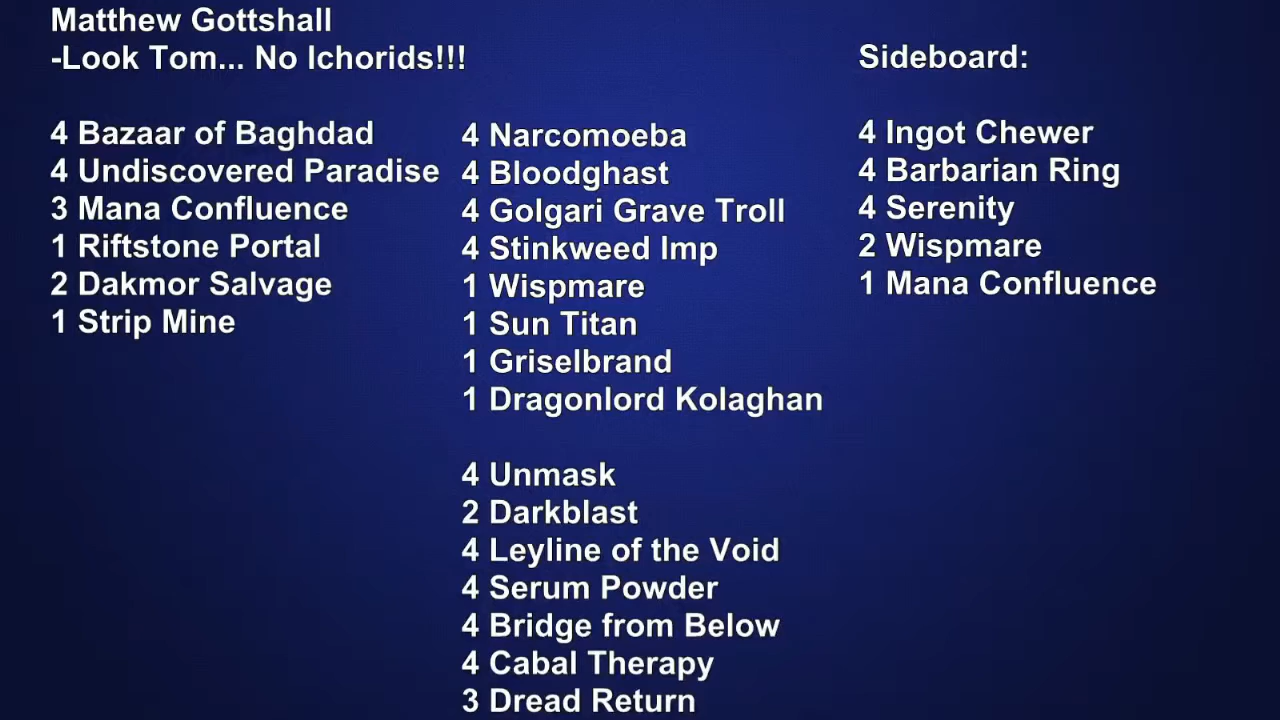 Matthew Gottshall
-Look Tom... No Ichorids!!!
4 Bazaar of Baghdad
4 Undiscovered Paradise
3 Mana Confluence
1 Riftstone Portal
2 Dakmor Salvage
1 Strip Mine
4 Narcomoeba
4 Bloodghast
4 Golgari Grave Troll
4 Stinkweed Imp
1 Wispmare
1 Sun Titan
1 Griselbrand
1 Dragonlord Kolaghan
4 Unmask
2 Darkblast
4 Leyline of the Void
4 Serum Powder
4 Bridge from Below
4 Cabal Therapy
3 Dread Return
Sideboard:
4 Ingot Chewer
4 Barbarian Ring
4 Serenity
2 Wispmare
1 Mana Confluence